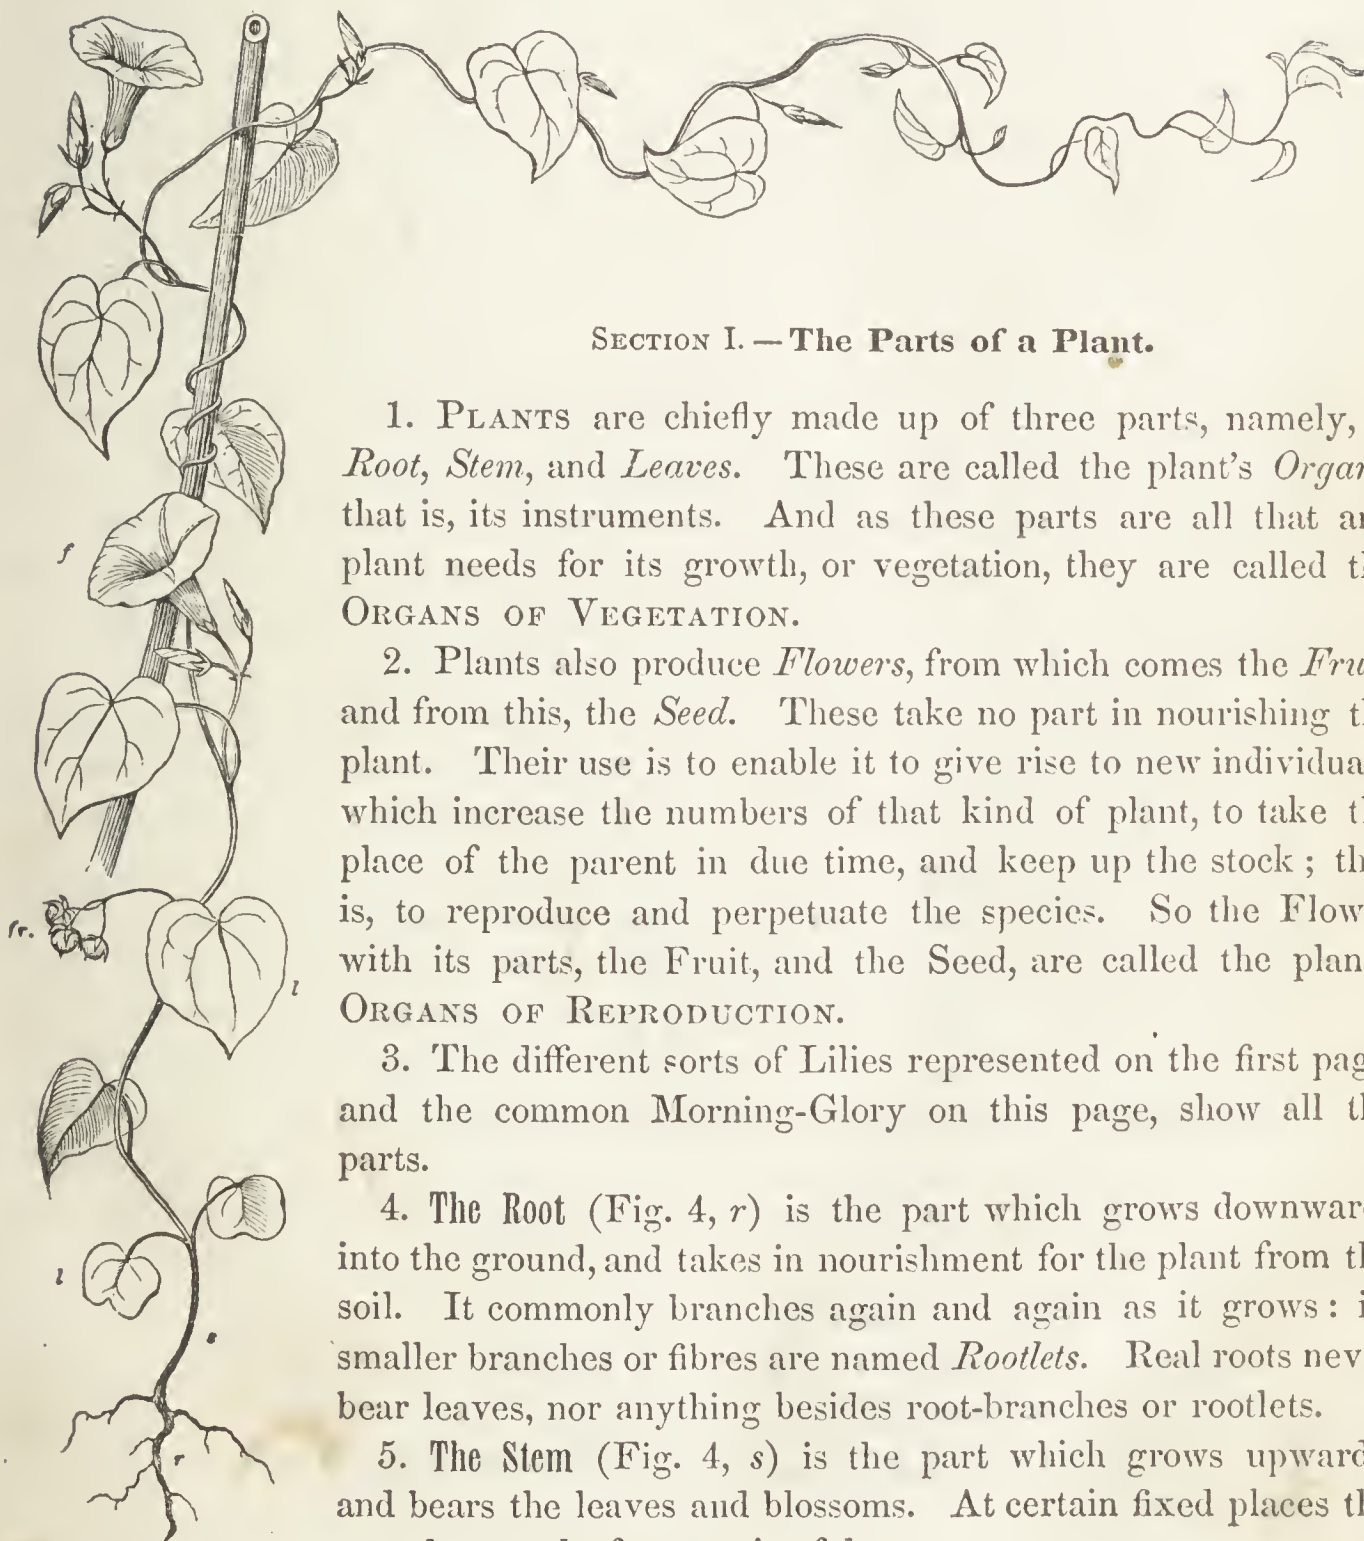 SECTION I. — The Parts of a Plant.
1. PLANTS are chiefly made up of three parts, namely,
Root, Stem, and Leaves. These are called the plant's
that is, its instruments. And as these parts are all that
plant needs for its growth, or vegetation, they are called
ORGANS OF VEGETATION.
2. Plants also produce Flowers, from which comes the
and from this, the Seed. These take no part in nourishing
plant. Their use is to enable it to give rise to new
which increase the numbers of that kind of plant, to take
place of the parent in due time, and keep up the stock ;
is, to reproduce and perpetuate the species. So the
f
with its parts, the Fruit, and the Seed, are called the
fr.
l
ORGANS OF REPRODUCTION.
3. The different sorts of Lilies represented on the first
and the common Morning-Glory on this page, show all
parts.
4. The Root (Fig. 4, r) is the part which grows
into the ground, and takes in nourishment for the plant from
l
soil. It commonly branches again and again as it grows :
s
smaller branches or fibres are named Rootlets. Real roots
bear leaves, nor anything besides root-branches or rootlets.
r
5. The Stem (Fig. 4, s) is the part which grows
and bears the leaves and blossoms. At certain fixed places